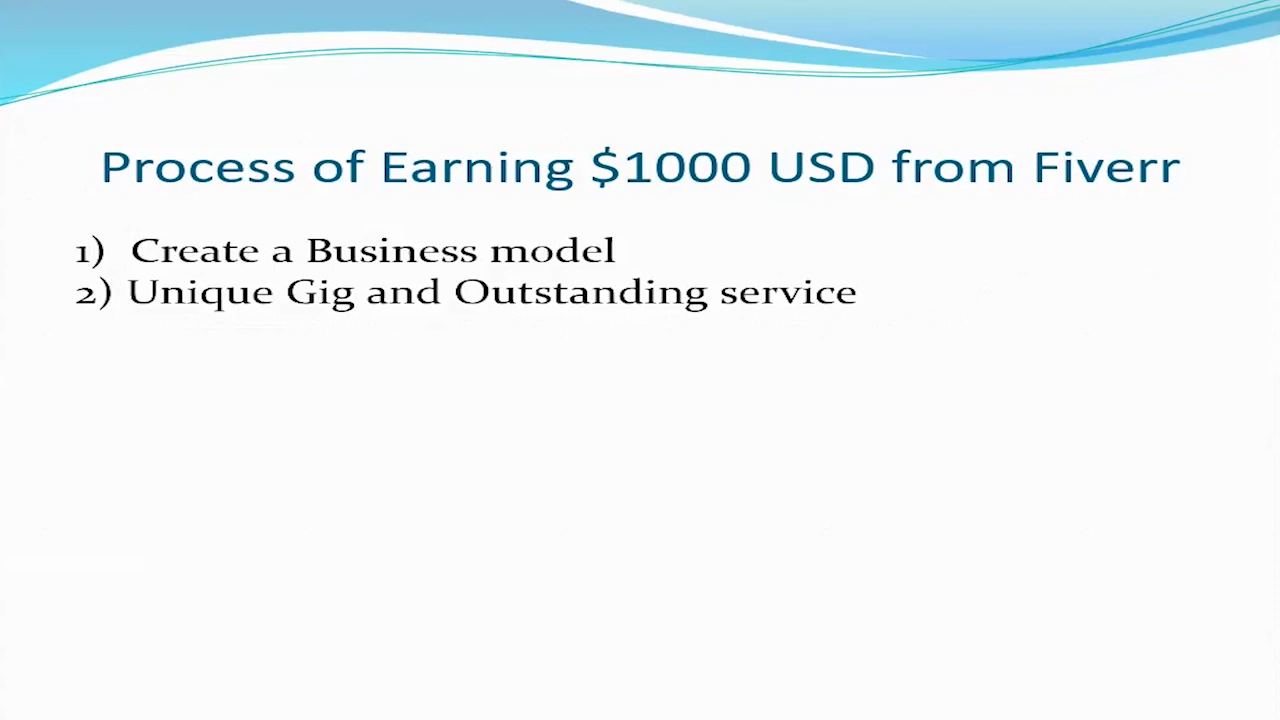 Process of Earning $1000 USD from Fiverr
1) Create a Business model
2) Unique Gig and Outstanding service